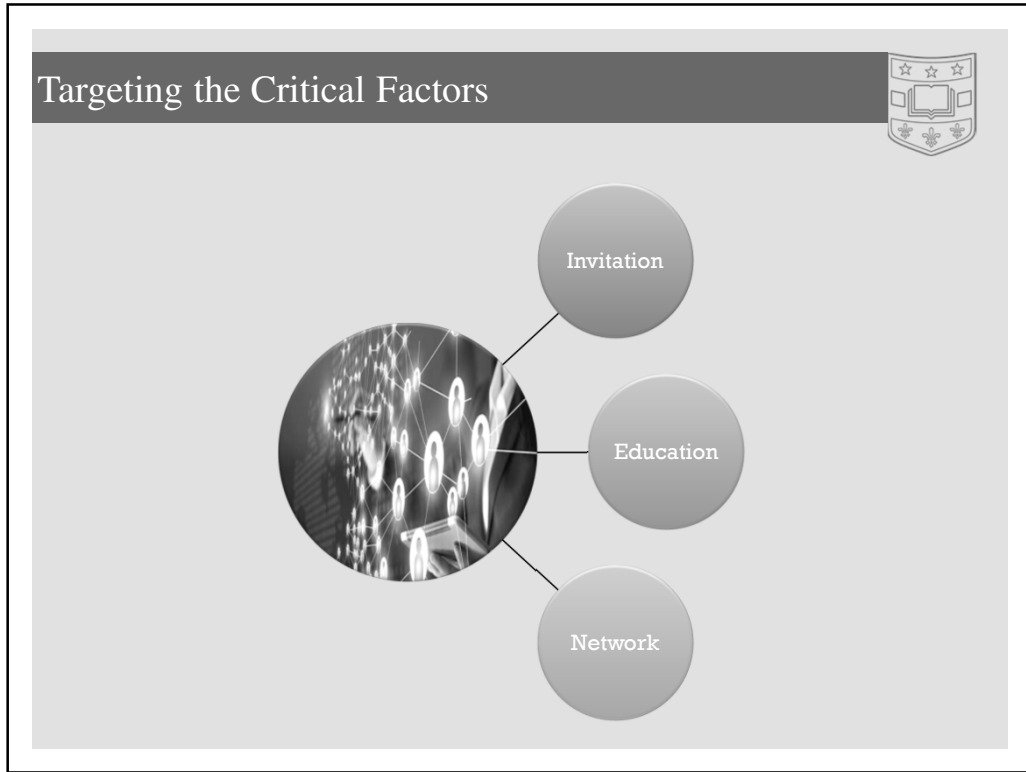 Targeting the Critical Factors
Invitation
Education
Network